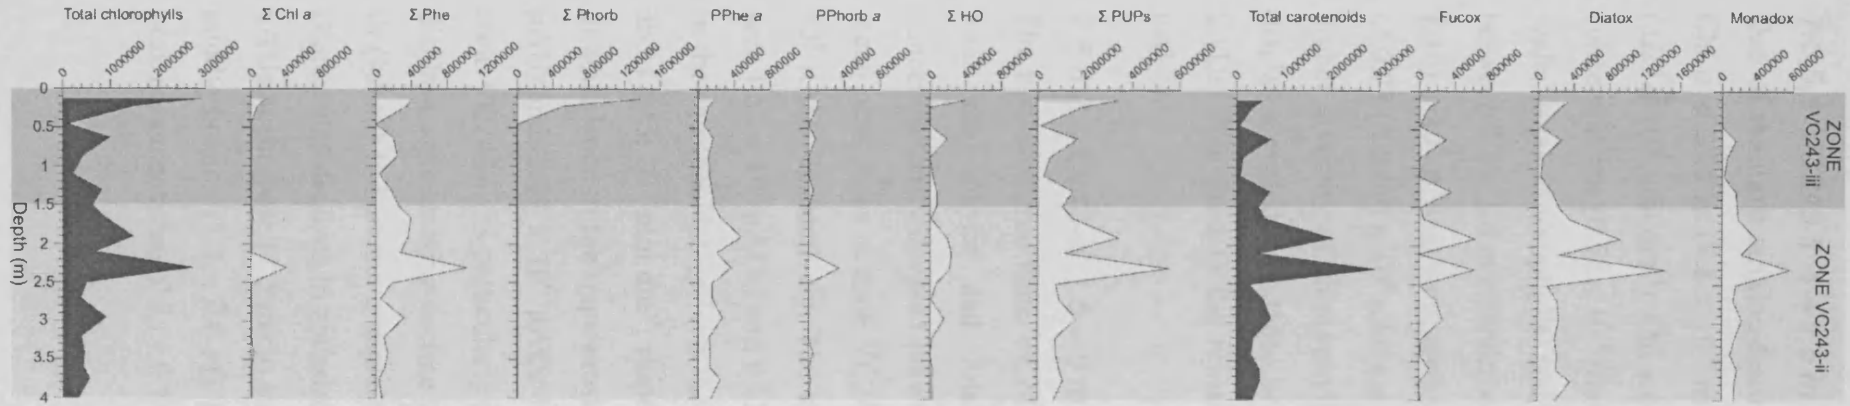 Total chlorophylls Σ Chl a Σ Phe Σ Phorb PPhe a PPhorb a Σ HO Σ PUPs Total carotenoids Fucox Diatox Monadox
0 1000000 2000000 3000000 0 400000 800000 0 400000 800000 1200000 0 400000 800000 1200000 1600000 0 400000 800000 0 400000 800000 0 400000 800000 0 2000000 4000000 6000000 0 1000000 2000000 3000000 0 400000 800000 0 400000 800000 1200000 1600000 0 400000 800000
0
0.5
1
1.5
2
2.5
3
3.5
4
Depth (m)
ZONE
VC243-iii
ZONE VC243-ii